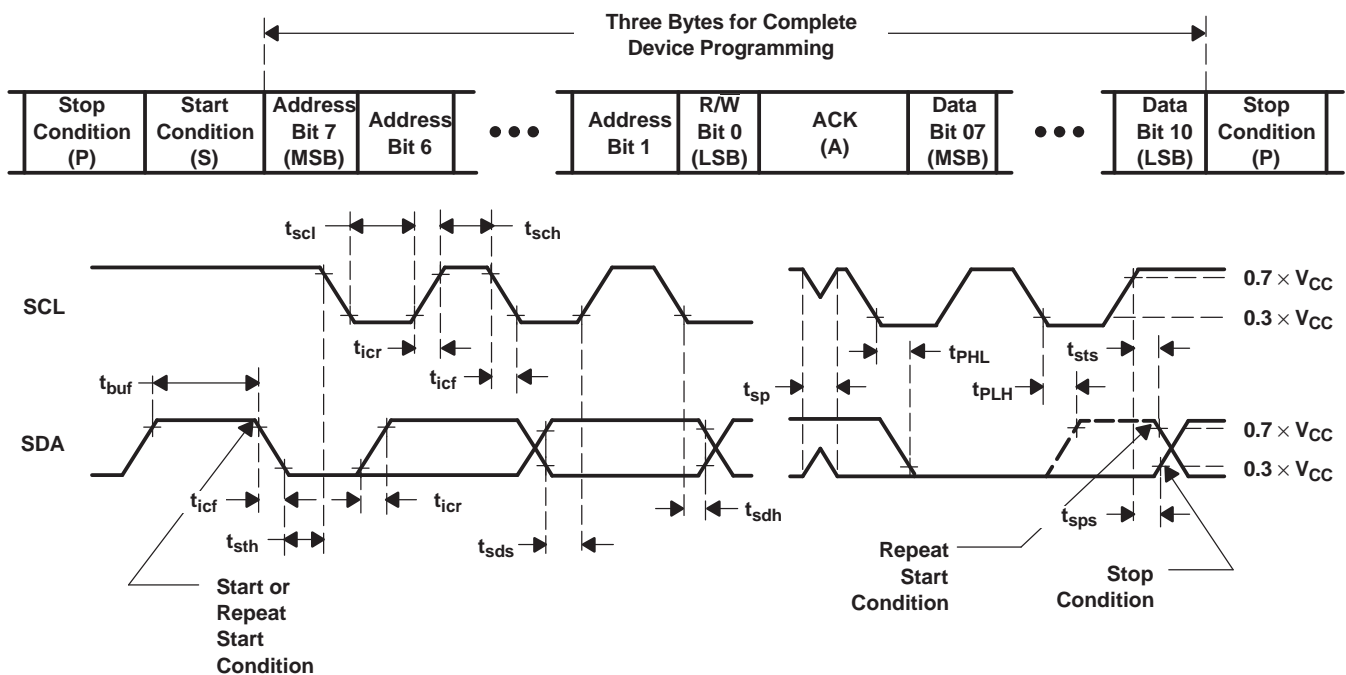 Three Bytes for Complete
Device Programming
Stop
Condition
(P)
Start
Condition
(S)
Address
Bit 7
(MSB)
Address
Bit 6
•••
Address
Bit 1
R/W̅
Bit 0
(LSB)
ACK
(A)
Data
Bit 07
(MSB)
•••
Data
Bit 10
(LSB)
Stop
Condition
(P)
tscl
tsch
SCL
0.7 × VCC
0.3 × VCC
ticr
ticf
tbuf
tPHL
tsts
tsp
tPLH
SDA
0.7 × VCC
0.3 × VCC
ticf
ticr
tsth
tsds
tsdh
tsps
Start or
Repeat
Start
Condition
Repeat
Start
Condition
Stop
Condition